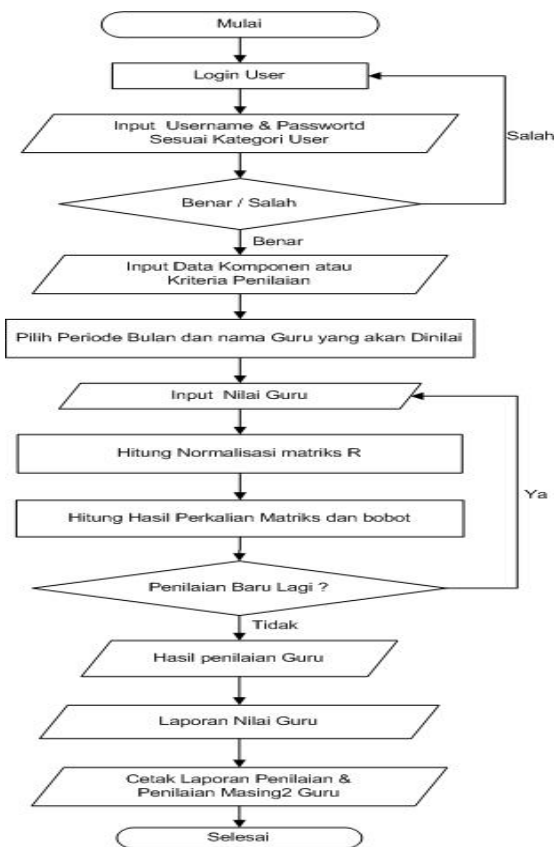 Mulai
Login User
Input Username & Passwortd
Sesuai Kategori User
Salah
Benar / Salah
Benar
Input Data Komponen atau
Kriteria Penilaian
Pilih Periode Bulan dan nama Guru yang akan Dinilai
Input Nilai Guru
Hitung Normalisasi matriks R
Ya
Hitung Hasil Perkalian Matriks dan bobot
Penilaian Baru Lagi ?
Tidak
Hasil penilaian Guru
Laporan Nilai Guru
Cetak Laporan Penilaian &
Penilaian Masing2 Guru
Selesai